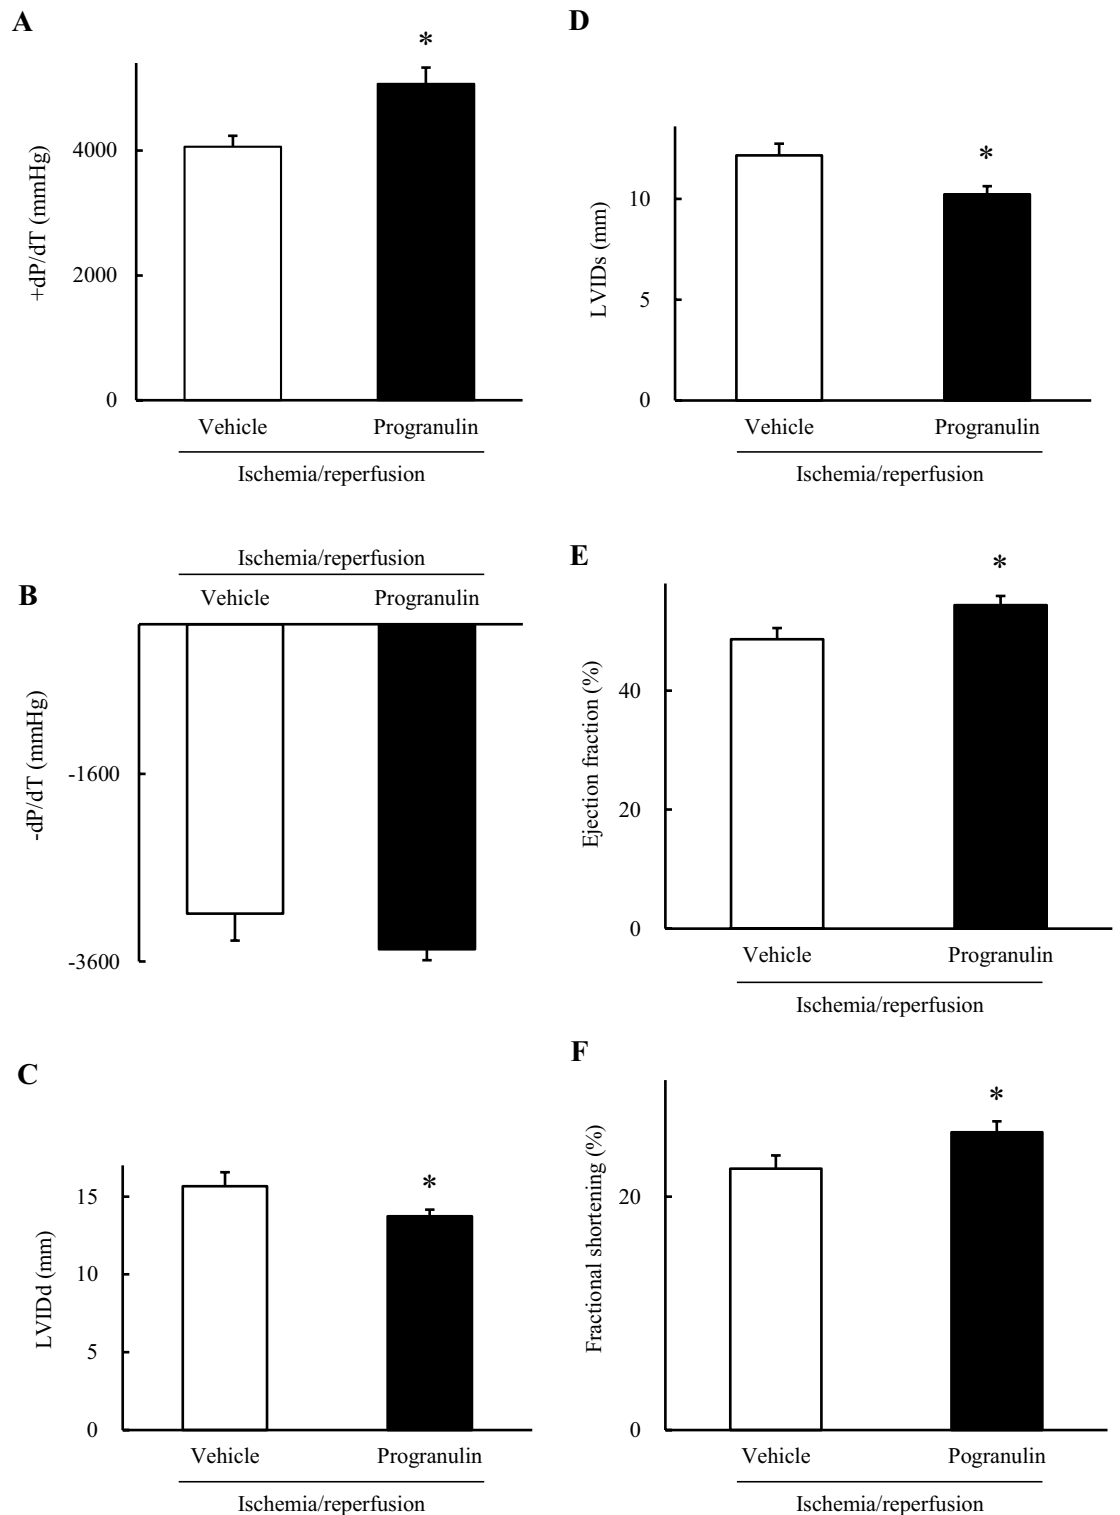 A
*
+dP/dT (mmHg)
4000
2000
0
Vehicle Progranulin
Ischemia/reperfusion
Ischemia/reperfusion
B
Vehicle Progranulin
-dP/dT (mmHg)
-1600
-3600
C
*
LVIDd (mm)
15
10
5
0
Vehicle Progranulin
Ischemia/reperfusion
D
*
LVIDs (mm)
10
5
0
Vehicle Progranulin
Ischemia/reperfusion
E
*
Ejection fraction (%)
40
20
0
Vehicle Progranulin
Ischemia/reperfusion
F
*
Fractional shortening (%)
20
0
Vehicle Pogranulin
Ischemia/reperfusion